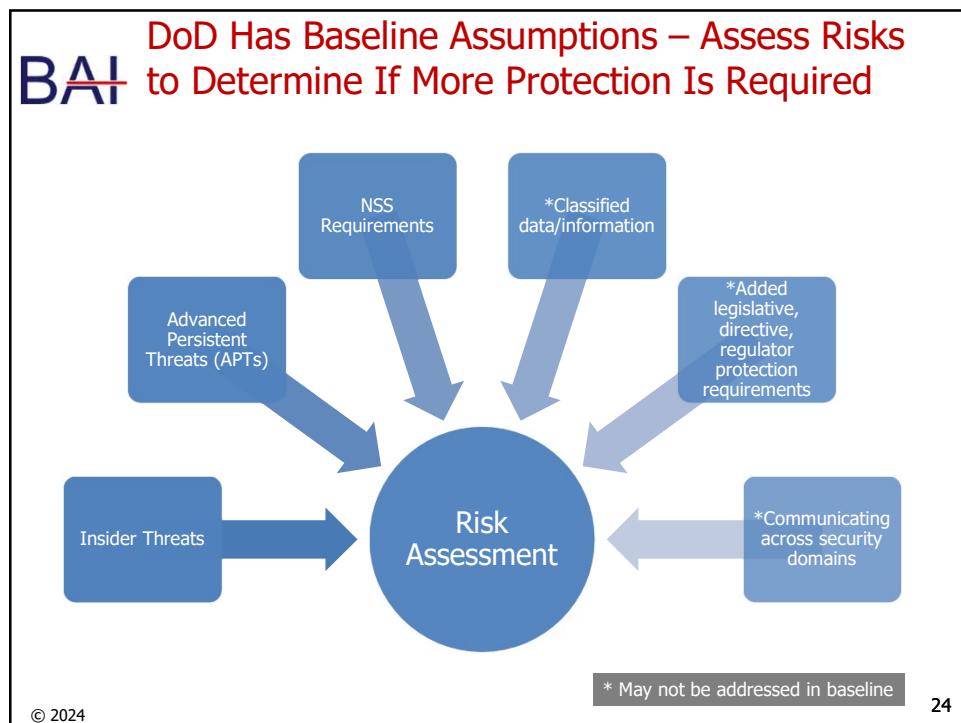 DoD Has Baseline Assumptions – Assess Risks
to Determine If More Protection Is Required
BAI
NSS
Requirements
*Classified
data/information
Advanced
Persistent
Threats (APTs)
*Added
legislative,
directive,
regulator
protection
requirements
Insider Threats
Risk
Assessment
*Communicating
across security
domains
* May not be addressed in baseline
© 2024
24